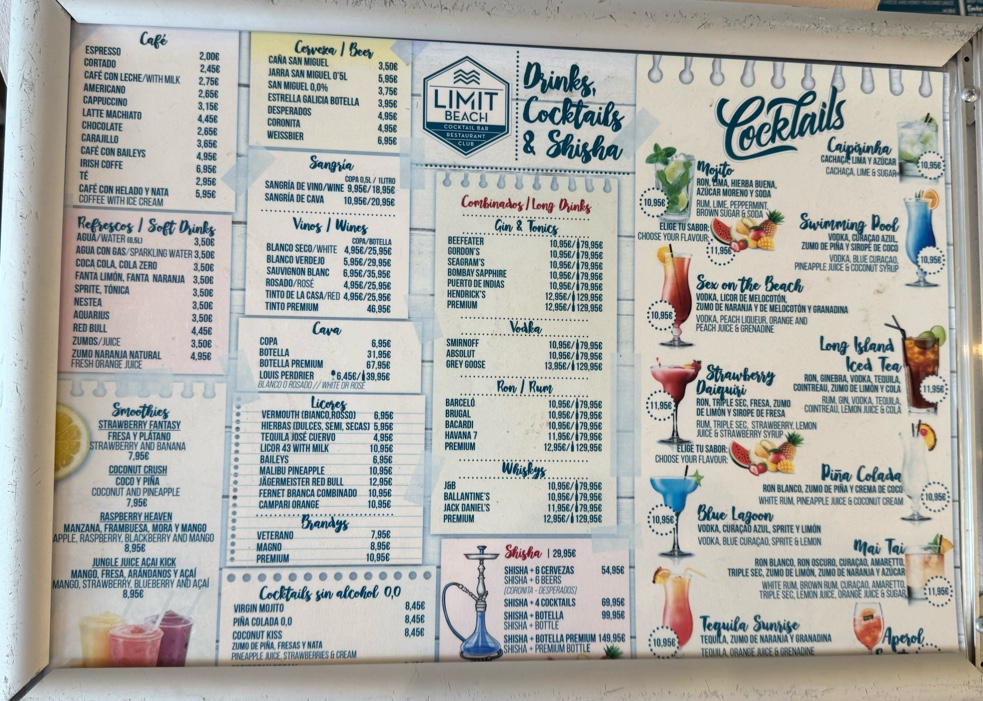 Café
ESPRESSO 2,00€
CORTADO 2,45€
CAFÉ CON LECHE/WITH MILK 2,75€
AMERICANO 2,65€
CAPPUCCINO 3,15€
LATTE MACHIATO 4,45€
CHOCOLATE 2,65€
CARAJILLO 3,65€
CAFÉ CON BAILEYS 4,95€
IRISH COFFE 6,95€
TÉ 2,95€
CAFÉ CON HELADO Y NATA 5,95€
COFFEE WITH ICE CREAM
Refrescos / Soft Drinks
AGUA/WATER (0,5L) 3,50€
AGUA CON GAS/SPARKLING WATER 3,50€
COCA COLA, COLA ZERO 3,50€
FANTA LIMÓN, FANTA NARANJA 3,50€
SPRITE, TÓNICA 3,50€
NESTEA 3,50€
AQUARIUS 3,50€
RED BULL 4,45€
ZUMOS/JUICE 3,50€
ZUMO NARANJA NATURAL 4,95€
FRESH ORANGE JUICE
Smoothies
STRAWBERRY FANTASY
FRESA Y PLÁTANO
STRAWBERRY AND BANANA
7,95€
COCONUT CRUSH
COCO Y PIÑA
COCONUT AND PINEAPPLE
7,95€
RASPBERRY HEAVEN
MANZANA, FRAMBUESA, MORA Y MANGO
APPLE, RASPBERRY, BLACKBERRY AND MANGO
8,95€
JUNGLE JUICE AÇAI KICK
MANGO, FRESA, ARÁNDANOS Y AÇAÍ
MANGO, STRAWBERRY, BLUEBERRY AND AÇAÍ
8,95€
Cerveza / Beer
CAÑA SAN MIGUEL 3,50€
JARRA SAN MIGUEL 0'5L 5,95€
SAN MIGUEL 0,0% 3,75€
ESTRELLA GALICIA BOTELLA 3,95€
DESPERADOS 4,95€
CORONITA 4,95€
WEISSBIER 6,95€
Sangria
COPA 0,5L / 1LITRO
SANGRÍA DE VINO/WINE 9,95€/18,95€
SANGRÍA DE CAVA 10,95€/20,95€
Vinos / Wines
COPA/BOTELLA
BLANCO SECO/WHITE 4,95€/25,95€
BLANCO VERDEJO 5,95€/29,95€
SAUVIGNON BLANC 6,95€/35,95€
ROSADO/ROSÉ 4,95€/25,95€
TINTO DE LA CASA/RED 4,95€/25,95€
TINTO PREMIUM 46,95€
Cava
COPA 6,95€
BOTELLA 31,95€
BOTELLA PREMIUM 67,95€
LOUIS PERDRIER 6,45€/39,95€
BLANCO O ROSADO // WHITE OR ROSÉ
Licores
VERMOUTH (BIANCO,ROSSO) 6,95€
HIERBAS (DULCES, SEMI, SECAS) 5,95€
TEQUILA JOSÉ CUERVO 4,95€
LICOR 43 WITH MILK 10,95€
BAILEYS 6,95€
MALIBU PINEAPPLE 10,95€
JÄGERMEISTER RED BULL 12,95€
FERNET BRANCA COMBINADO 10,95€
CAMPARI ORANGE 10,95€
Brandys
VETERANO 7,95€
MAGNO 8,95€
PREMIUM 10,95€
Cocktails sin alcohol 0,0
VIRGIN MOJITO 8,45€
PIÑA COLADA 0,0 8,45€
COCONUT KISS 8,45€
ZUMO DE PIÑA, FRESAS Y NATA
PINEAPPLE JUICE, STRAWBERRIES & CREAM
LIMIT
BEACH
COCKTAIL BAR
RESTAURANT
CLUB
Drinks,
Cocktails
& Shisha
Combinados / Long Drinks
Gin & Tonics
BEEFEATER 10,95€/79,95€
GORDON'S 10,95€/79,95€
SEAGRAM'S 10,95€/79,95€
BOMBAY SAPPHIRE 10,95€/79,95€
PUERTO DE INDIAS 10,95€/79,95€
HENDRICK'S 12,95€/129,95€
PREMIUM 12,95€/129,95€
Vodka
SMIRNOFF 10,95€/79,95€
ABSOLUT 10,95€/79,95€
GREY GOOSE 13,95€/129,95€
Ron / Rum
BARCELÓ 10,95€/79,95€
BRUGAL 10,95€/79,95€
BACARDI 10,95€/79,95€
HAVANA 7 11,95€/79,95€
PREMIUM 12,95€/129,95€
Whiskys
J&B 10,95€/79,95€
BALLANTINE'S 10,95€/79,95€
JACK DANIEL'S 11,95€/79,95€
PREMIUM 12,95€/129,95€
Shisha | 29,95€
SHISHA + 6 CERVEZAS 54,95€
SHISHA + 6 BEERS
(CORONITA - DESPERADOS)
SHISHA + 4 COCKTAILS 69,95€
SHISHA + BOTELLA 99,95€
SHISHA + BOTTLE
SHISHA + BOTELLA PREMIUM 149,95€
SHISHA + PREMIUM BOTTLE
Cocktails
Mojito
RON, LIMA, HIERBA BUENA,
AZÚCAR MORENO Y SODA
RUM, LIME, PEPPERMINT,
BROWN SUGAR & SODA
10,95€
ELIGE TU SABOR:
CHOOSE YOUR FLAVOUR:
11,95€
Caipirinha
CACHAÇA, LIMA Y AZÚCAR
CACHAÇA, LIME & SUGAR
10,95€
Swimming Pool
VODKA, CURAÇAO AZUL,
ZUMO DE PIÑA Y SIROPE DE COCO
VODKA, BLUE CURACAO,
PINEAPPLE JUICE & COCONUT SYRUP
10,95€
Sex on the Beach
VODKA, LICOR DE MELOCOTÓN,
ZUMO DE NARANJA Y DE MELOCOTÓN Y GRANADINA
VODKA, PEACH LIQUEUR, ORANGE AND
PEACH JUICE & GRENADINE
10,95€
Long Island
Iced Tea
RON, GINEBRA, VODKA, TEQUILA,
COINTREAU, ZUMO DE LIMÓN Y COLA
RUM, GIN, VODKA, TEQUILA,
COINTREAU, LEMON JUICE & COLA
11,95€
Strawberry
Daiquiri
RON, TRIPLE SEC, FRESA, ZUMO
DE LIMÓN Y SIROPE DE FRESA
RUM, TRIPLE SEC, STRAWBERRY, LEMON
JUICE & STRAWBERRY SYRUP
11,95€
ELIGE TU SABOR:
CHOOSE YOUR FLAVOUR:
Piña Colada
RON BLANCO, ZUMO DE PIÑA Y CREMA DE COCO
WHITE RUM, PINEAPPLE JUICE & COCONUT CREAM
10,95€
Blue Lagoon
VODKA, CURAÇAO AZUL, SPRITE Y LIMÓN
VODKA, BLUE CURAÇAO, SPRITE & LEMON
10,95€
Mai Tai
RON BLANCO, RON OSCURO, CURAÇAO, AMARETTO,
TRIPLE SEC, ZUMO DE LIMÓN, ZUMO DE NARANJA Y AZÚCAR
WHITE RUM, BROWN RUM, CURAÇAO, AMARETTO,
TRIPLE SEC, LEMON JUICE, ORANGE JUICE & SUGAR
11,95€
Tequila Sunrise
TEQUILA, ZUMO DE NARANJA Y GRANADINA
TEQUILA, ORANGE JUICE & GRENADINE
10,95€
Aperol